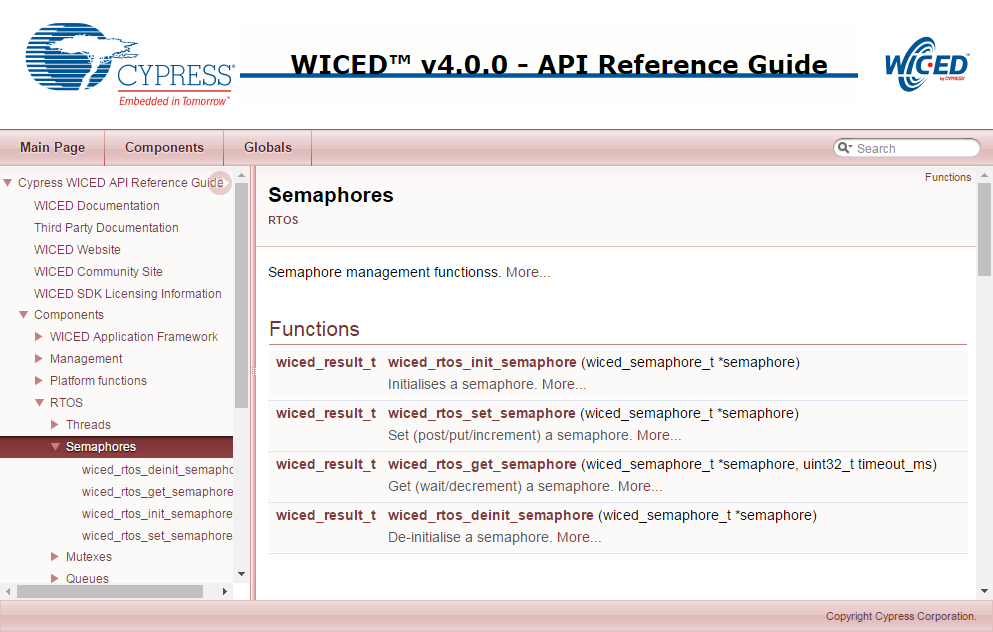 CYPRESS
Embedded in Tomorrow™
WICED™ v4.0.0 - API Reference Guide
WICED™
by CYPRESS
Main Page
Components
Globals
Search
Cypress WICED API Reference Guide
WICED Documentation
Third Party Documentation
WICED Website
WICED Community Site
WICED SDK Licensing Information
Components
WICED Application Framework
Management
Platform functions
RTOS
Threads
Semaphores
wiced_rtos_deinit_semapho
wiced_rtos_get_semaphore
wiced_rtos_init_semaphore
wiced_rtos_set_semaphore
Mutexes
Queues
Functions
Semaphores
RTOS
Semaphore management functionss. More...
Functions
wiced_result_t wiced_rtos_init_semaphore (wiced_semaphore_t *semaphore)
Initialises a semaphore. More...
wiced_result_t wiced_rtos_set_semaphore (wiced_semaphore_t *semaphore)
Set (post/put/increment) a semaphore. More...
wiced_result_t wiced_rtos_get_semaphore (wiced_semaphore_t *semaphore, uint32_t timeout_ms)
Get (wait/decrement) a semaphore. More...
wiced_result_t wiced_rtos_deinit_semaphore (wiced_semaphore_t *semaphore)
De-initialise a semaphore. More...
Copyright Cypress Corporation.